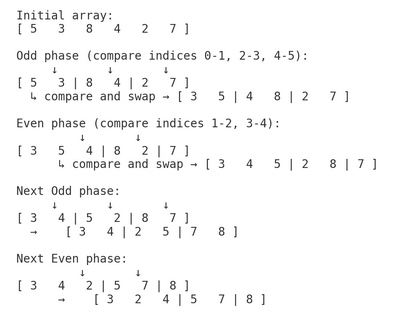 Initial array:
[ 5   3   8   4   2   7 ]

Odd phase (compare indices 0-1, 2-3, 4-5):
     ↓       ↓       ↓
[ 5   3 | 8   4 | 2   7 ]
  ↳ compare and swap → [ 3   5 | 4   8 | 2   7 ]

Even phase (compare indices 1-2, 3-4):
         ↓       ↓
[ 3   5   4 | 8   2 | 7 ]
      ↳ compare and swap → [ 3   4   5 | 2   8 | 7 ]

Next Odd phase:
     ↓       ↓       ↓
[ 3   4 | 5   2 | 8   7 ]
  →    [ 3   4 | 2   5 | 7   8 ]

Next Even phase:
         ↓       ↓
[ 3   4   2 | 5   7 | 8 ]
      →    [ 3   2   4 | 5   7 | 8 ]